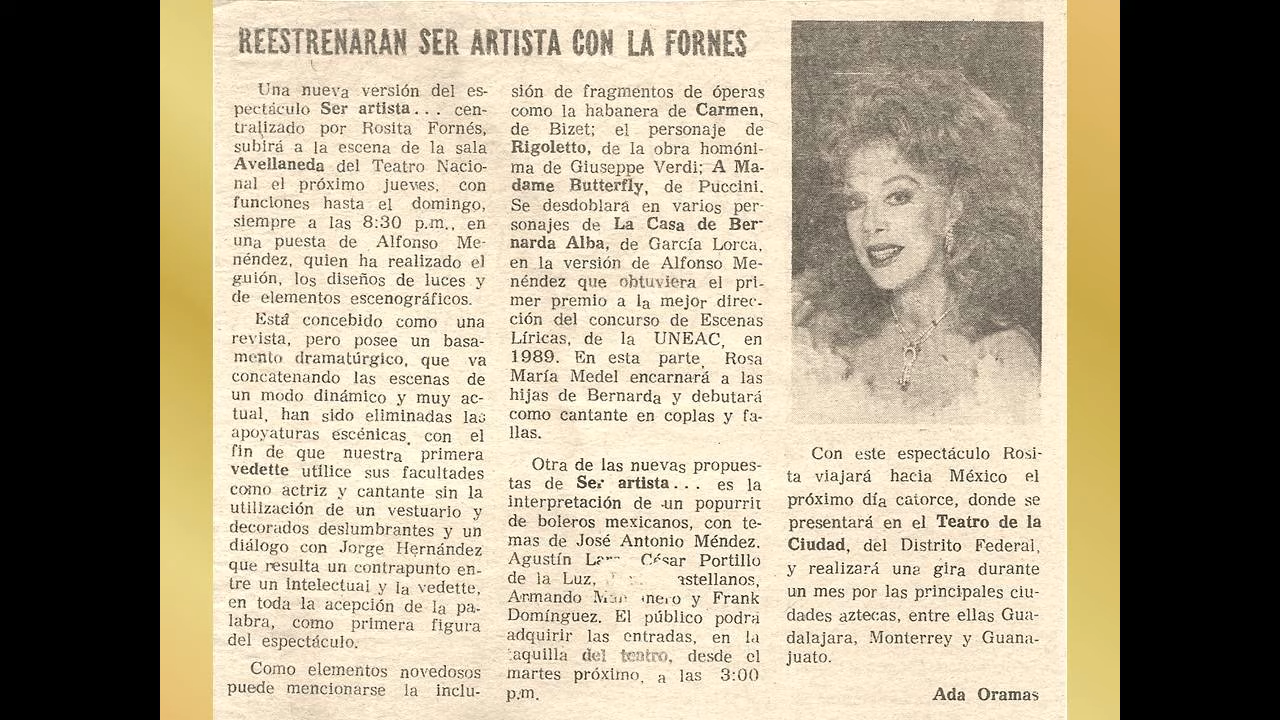 REESTRENARAN SER ARTISTA CON LA FORNES
Una nueva versión del es-
pectáculo Ser artista... cen-
tralizado por Rosita Fornés,
subirá a la escena de la sala
Avellaneda del Teatro Nacio-
nal el próximo jueves, con
funciones hasta el domingo,
siempre a las 8:30 p.m., en
una puesta de Alfonso Me-
néndez, quien ha realizado el
guión, los diseños de luces y
de elementos escenográficos.
Está concebido como una
revista, pero posee un basa-
mento dramatúrgico, que va
concatenando las escenas de
un modo dinámico y muy ac-
tual, han sido eliminadas las
apoyaturas escénicas, con el
fin de que nuestra primera
vedette utilice sus facultades
como actriz y cantante sin la
utilización de un vestuario y
decorados deslumbrantes y un
diálogo con Jorge Hernández
que resulta un contrapunto en-
tre un intelectual y la vedette,
en toda la acepción de la pa-
labra, como primera figura
del espectáculo.
Como elementos novedosos
puede mencionarse la inclu-
sión de fragmentos de óperas
como la habanera de Carmen,
de Bizet; el personaje de
Rigoletto, de la obra homóni-
ma de Giuseppe Verdi; A Ma-
dame Butterfly, de Puccini.
Se desdoblará en varios per-
sonajes de La Casa de Ber-
narda Alba, de García Lorca,
en la versión de Alfonso Me-
néndez que obtuviera el pri-
mer premio a la mejor direc-
ción del concurso de Escenas
Líricas, de la UNEAC, en
1989. En esta parte, Rosa
María Medel encarnará a las
hijas de Bernarda y debutará
como cantante en coplas y fa-
llas.
Otra de las nuevas propues-
tas de Ser artista... es la
interpretación de un popurrit
de boleros mexicanos, con te-
mas de José Antonio Méndez,
Agustín César Portillo
de la Luz,
Armando y Frank
Domínguez. El público podrá
adquirir las entradas, en la
taquilla del teatro, desde el
martes próximo, a las 3:00
p.m.
Con este espectáculo Rosi-
ta viajará hacia México el
próximo día catorce, donde se
presentará en el Teatro de la
Ciudad, del Distrito Federal,
y realizará una gira durante
un mes por las principales ciu-
dades aztecas, entre ellas Gua-
dalajara, Monterrey y Guana-
juato.
Ada Oramas